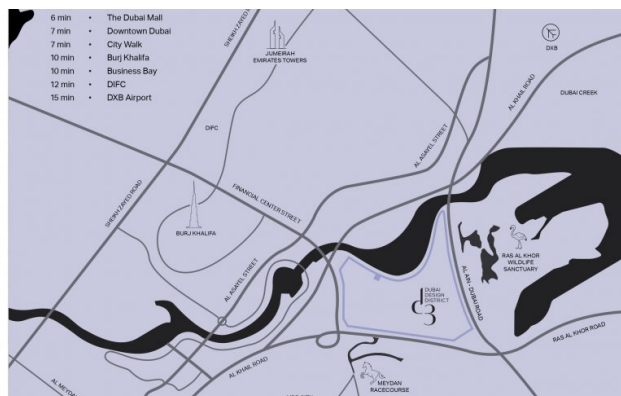 6 min • The Dubai Mall
7 min • Downtown Dubai
7 min • City Walk
10 min • Burj Khalifa
10 min • Business Bay
12 min • DIFC
15 min • DXB Airport
SHEIKH ZAYED ROAD
JUMEIRAH
EMIRATES TOWERS
DXB
AL KHAIL ROAD
DUBAI CREEK
DIFC
AL ASAYEL STREET
FINANCIAL CENTER STREET
SHEIKH ZAYED ROAD
BURJ KHALIFA
RAS AL KHOR
WILDLIFE
SANCTUARY
AL ASAYEL STREET
AL AIN - DUBAI ROAD
DUBAI
DESIGN
DISTRICT
d3
RAS AL KHOR ROAD
AL KHAIL ROAD
MEYDAN
RACECOURSE